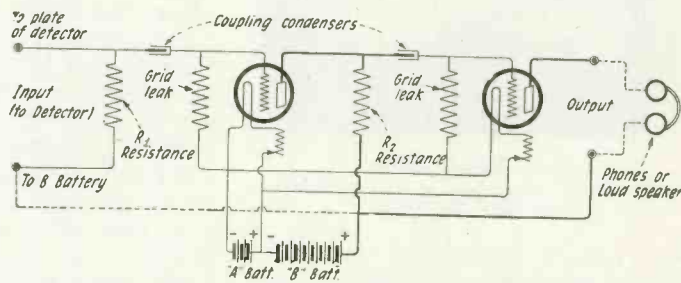 To plate
of detector
Coupling condensers
Grid
leak
Grid
leak
Input
(to Detector)
R1
Resistance
R2
Resistance
Output
To B Battery
Phones or
Loud speaker
- + - +
"A" Batt. "B" Batt.